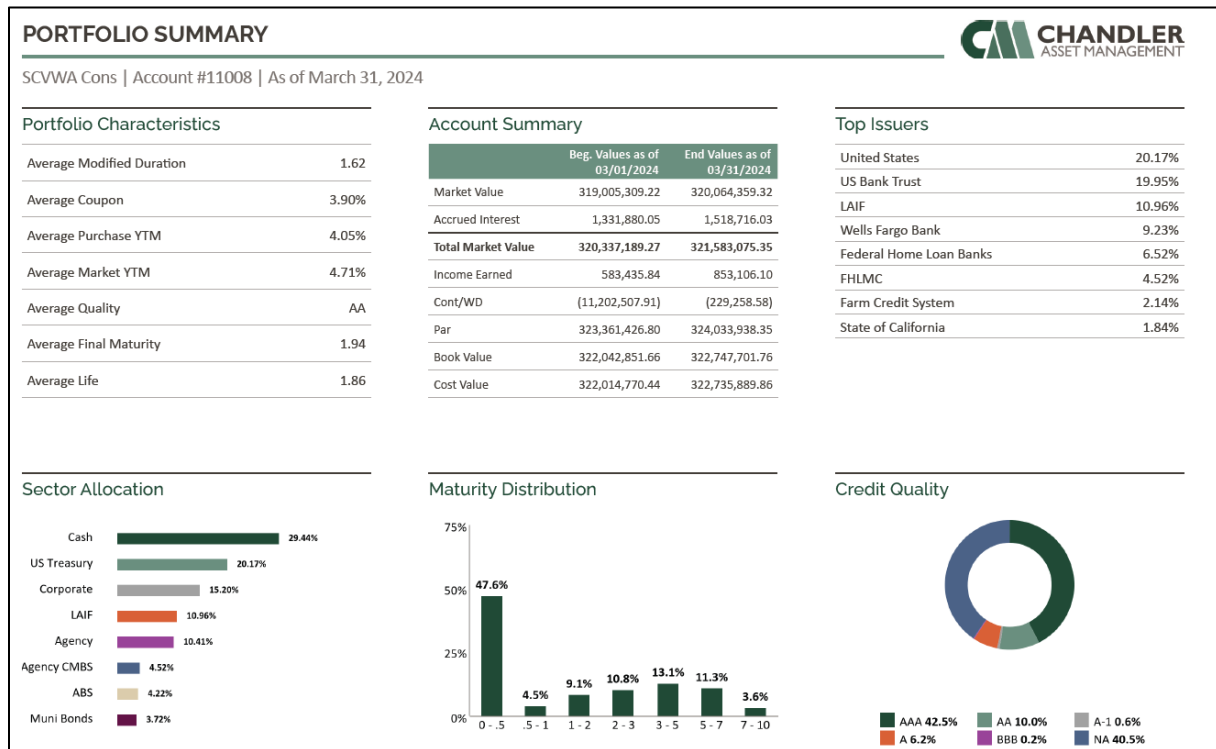 PORTFOLIO SUMMARY
CHANDLER
ASSET MANAGEMENT
SCVWA Cons | Account #11008 | As of March 31, 2024
Portfolio Characteristics
Average Modified Duration 1.62
Average Coupon 3.90%
Average Purchase YTM 4.05%
Average Market YTM 4.71%
Average Quality AA
Average Final Maturity 1.94
Average Life 1.86
Account Summary
Beg. Values as of End Values as of
03/01/2024 03/31/2024
Market Value 319,005,309.22 320,064,359.32
Accrued Interest 1,331,880.05 1,518,716.03
Total Market Value 320,337,189.27 321,583,075.35
Income Earned 583,435.84 853,106.10
Cont/WD (11,202,507.91) (229,258.58)
Par 323,361,426.80 324,033,938.35
Book Value 322,042,851.66 322,747,701.76
Cost Value 322,014,770.44 322,735,889.86
Top Issuers
United States 20.17%
US Bank Trust 19.95%
LAIF 10.96%
Wells Fargo Bank 9.23%
Federal Home Loan Banks 6.52%
FHLMC 4.52%
Farm Credit System 2.14%
State of California 1.84%
Sector Allocation
Cash 29.44%
US Treasury 20.17%
Corporate 15.20%
LAIF 10.96%
Agency 10.41%
Agency CMBS 4.52%
ABS 4.22%
Muni Bonds 3.72%
Maturity Distribution
75%
50%
25%
0%
47.6% 4.5% 9.1% 10.8% 13.1% 11.3% 3.6%
0 - .5 .5 - 1 1 - 2 2 - 3 3 - 5 5 - 7 7 - 10
Credit Quality
AAA 42.5% AA 10.0% A-1 0.6%
A 6.2% BBB 0.2% NA 40.5%